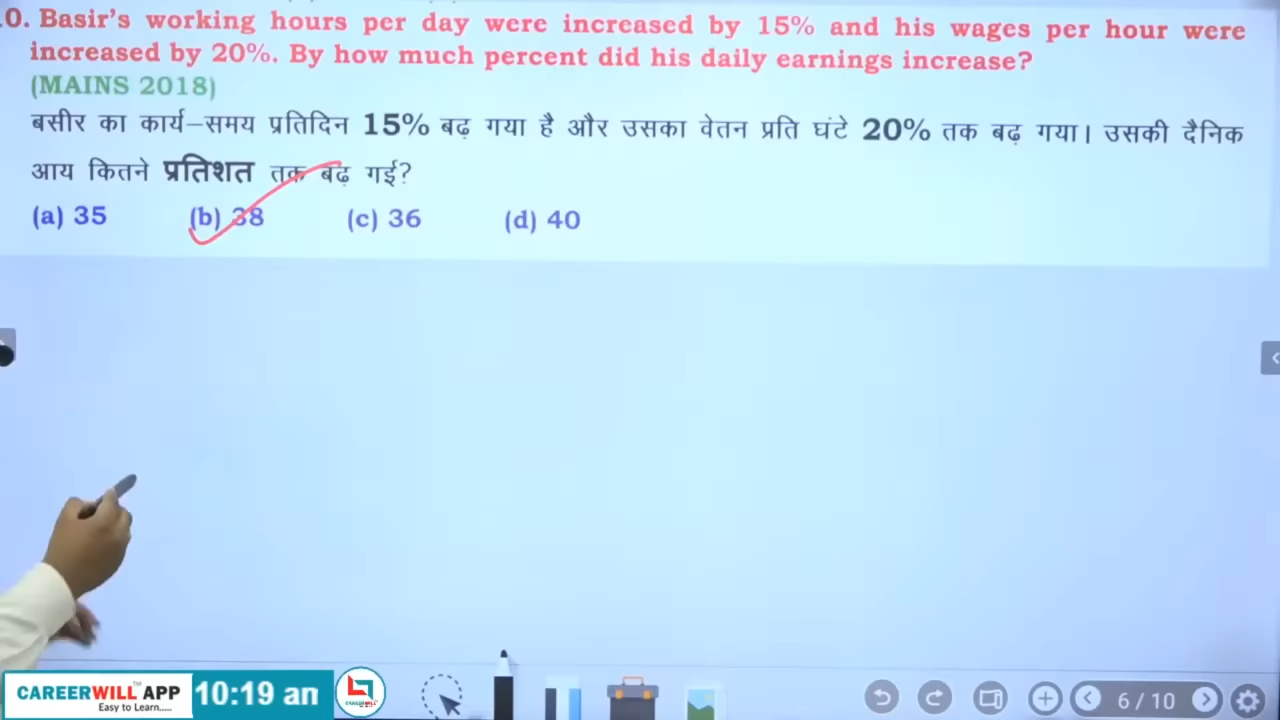 0. Basir's working hours per day were increased by 15% and his wages per hour were
increased by 20%. By how much percent did his daily earnings increase?
(MAINS 2018)
बसीर का कार्य–समय प्रतिदिन 15% बढ़ गया है और उसका वेतन प्रति घंटे 20% तक बढ़ गया। उसकी दैनिक
आय कितने प्रतिशत तक बढ़ गई?
(a) 35 (b) 38 (c) 36 (d) 40
CAREERWILL APP
Easy to Learn.....
10:19 an
CAREERWILL
6 / 10